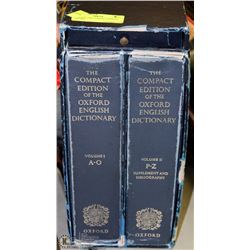 THE
COMPACT
EDITION
OF THE
OXFORD
ENGLISH
DICTIONARY
VOLUME I
A-O
OXFORD
THE
COMPACT
EDITION
OF THE
OXFORD
ENGLISH
DICTIONARY
VOLUME II
P-Z
SUPPLEMENT AND
BIBLIOGRAPHY
OXFORD